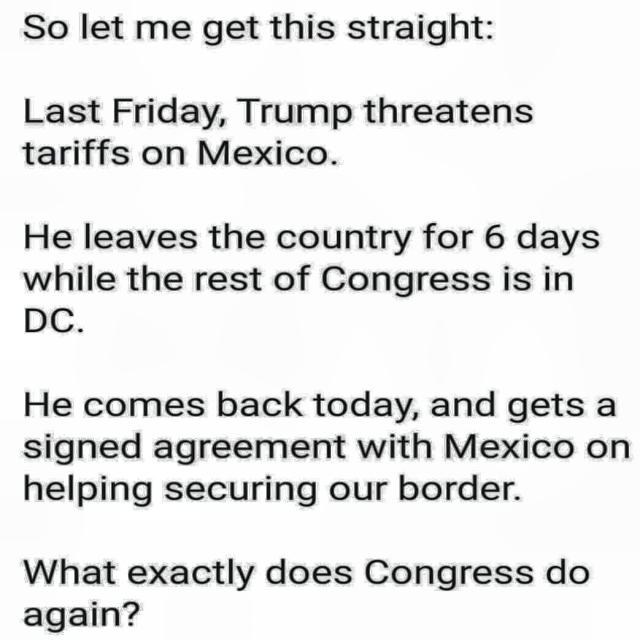 So let me get this straight:
Last Friday, Trump threatens
tariffs on Mexico.
He leaves the country for 6 days
while the rest of Congress is in
DC.
He comes back today, and gets a
signed agreement with Mexico on
helping securing our border.
What exactly does Congress do
again?